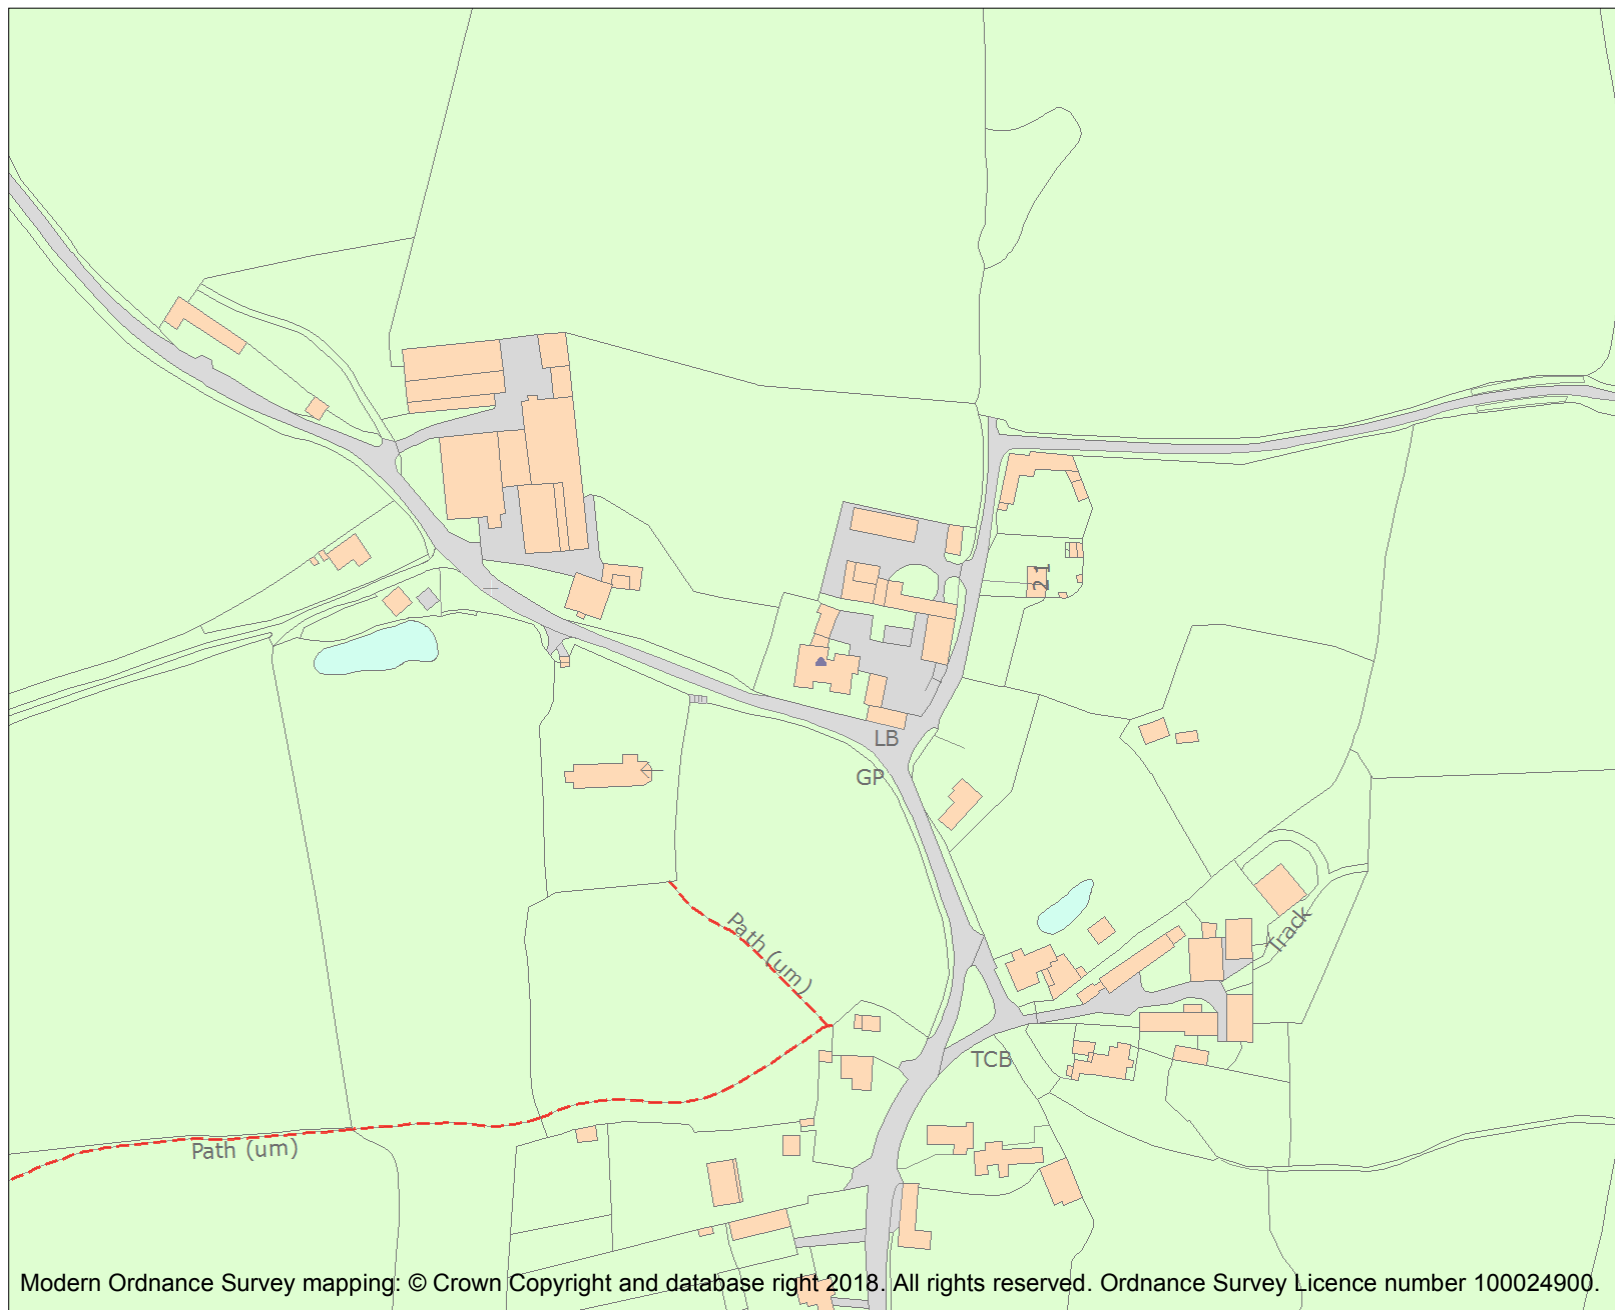 21
LB
GP
Path (um)
Track
TCB
Path (um)
Modern Ordnance Survey mapping: © Crown Copyright and database right 2018. All rights reserved. Ordnance Survey Licence number 100024900.